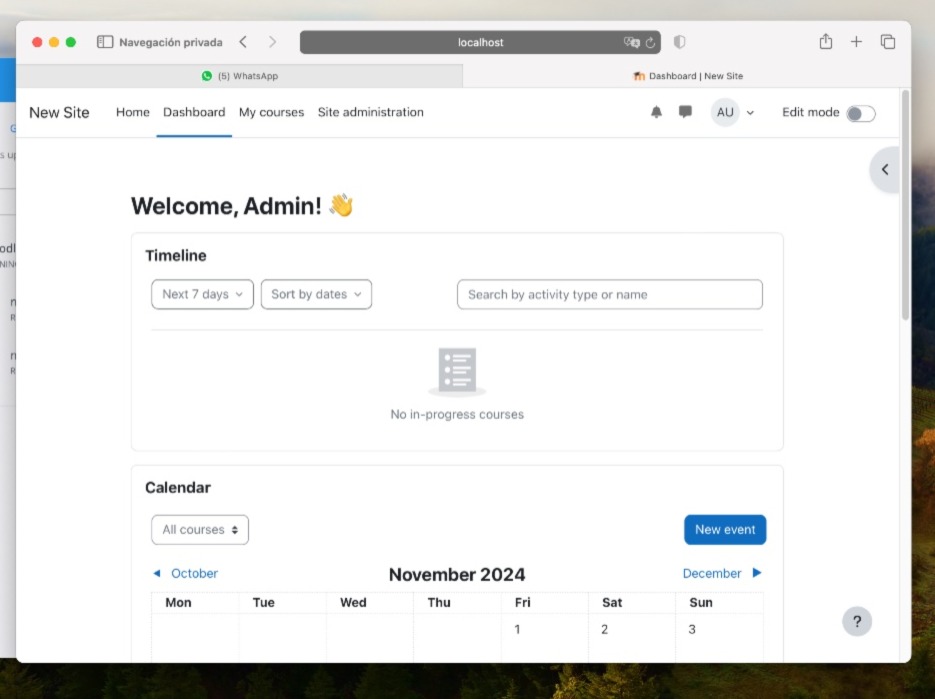 Navegación privada
localhost
(5) WhatsApp
Dashboard | New Site
New Site Home Dashboard My courses Site administration AU Edit mode
Welcome, Admin! 👋
Timeline
Next 7 days Sort by dates Search by activity type or name
No in-progress courses
Calendar
All courses New event
◄ October November 2024 December ►
Mon Tue Wed Thu Fri Sat Sun
1 2 3
?